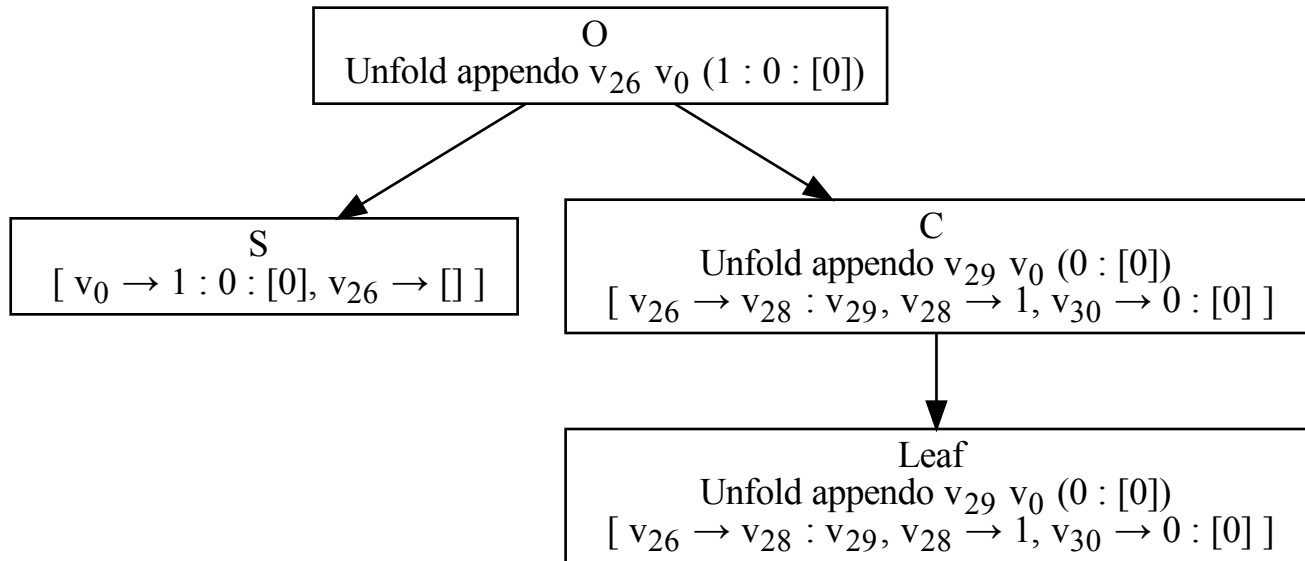 O
Unfold appendo v₂₆ v₀ (1 : 0 : [0])
S
[ v₀ → 1 : 0 : [0], v₂₆ → [] ]
C
Unfold appendo v₂₉ v₀ (0 : [0])
[ v₂₆ → v₂₈ : v₂₉, v₂₈ → 1, v₃₀ → 0 : [0] ]
Leaf
Unfold appendo v₂₉ v₀ (0 : [0])
[ v₂₆ → v₂₈ : v₂₉, v₂₈ → 1, v₃₀ → 0 : [0] ]